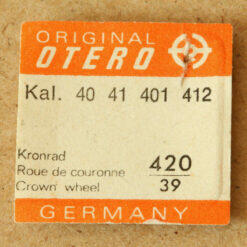 ORIGINAL
OTERO
Kal. 40 41 401 412
Kronrad
Roue de couronne
Crown wheel
420
39
GERMANY